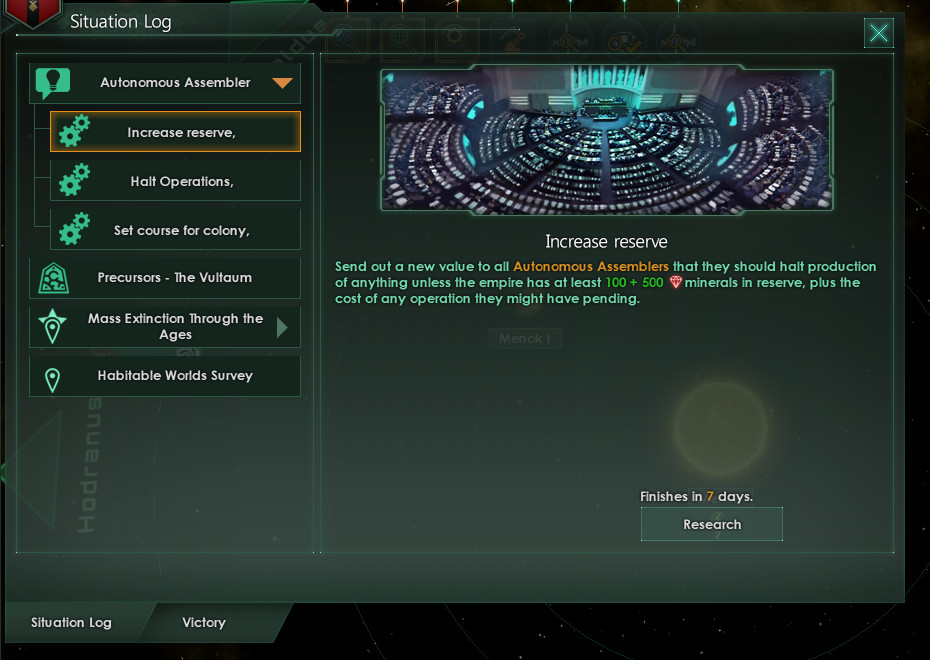 Situation Log
Autonomous Assembler
Increase reserve,
Halt Operations,
Set course for colony,
Precursors - The Vultaum
Mass Extinction Through the
Ages
Habitable Worlds Survey
Increase reserve
Send out a new value to all Autonomous Assemblers that they should halt production
of anything unless the empire has at least 100 + 500 minerals in reserve, plus the
cost of any operation they might have pending.
Mencik I
Hodranus
Finishes in 7 days.
Research
2
Situation Log
Victory